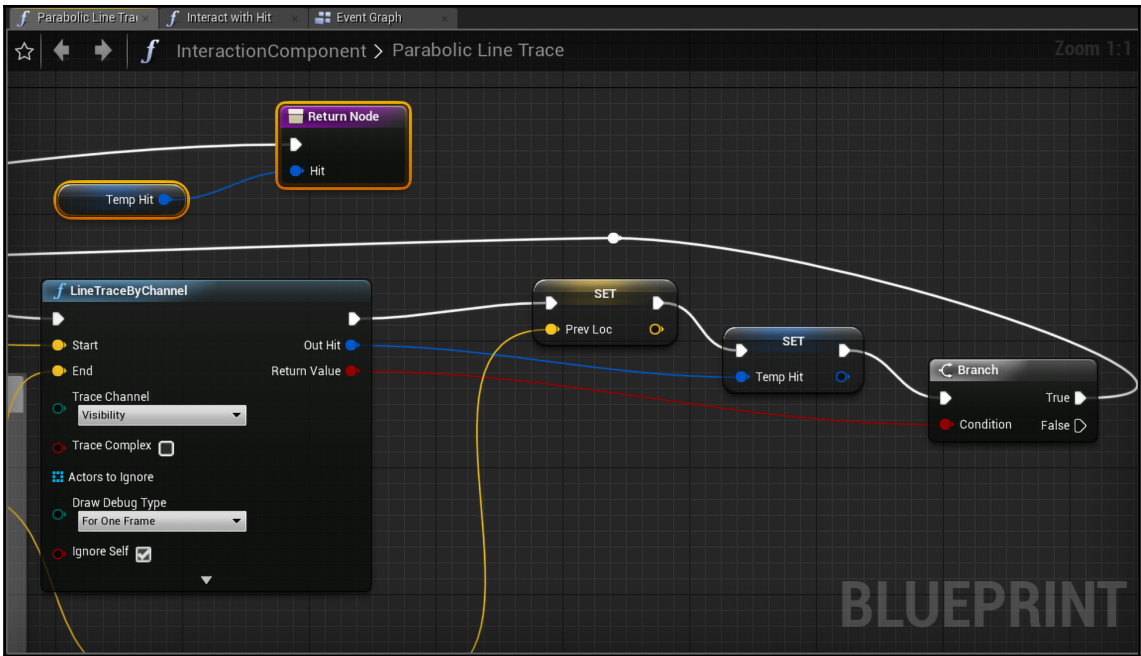 f Parabolic Line Trac
f Interact with Hit
Event Graph
f InteractionComponent > Parabolic Line Trace
Zoom 1:1
Return Node
Hit
Temp Hit
f LineTraceByChannel
Start
Out Hit
End
Return Value
Trace Channel
Visibility
Trace Complex
Actors to Ignore
Draw Debug Type
For One Frame
Ignore Self
SET
Prev Loc
SET
Temp Hit
Branch
True
Condition
False
BLUEPRINT